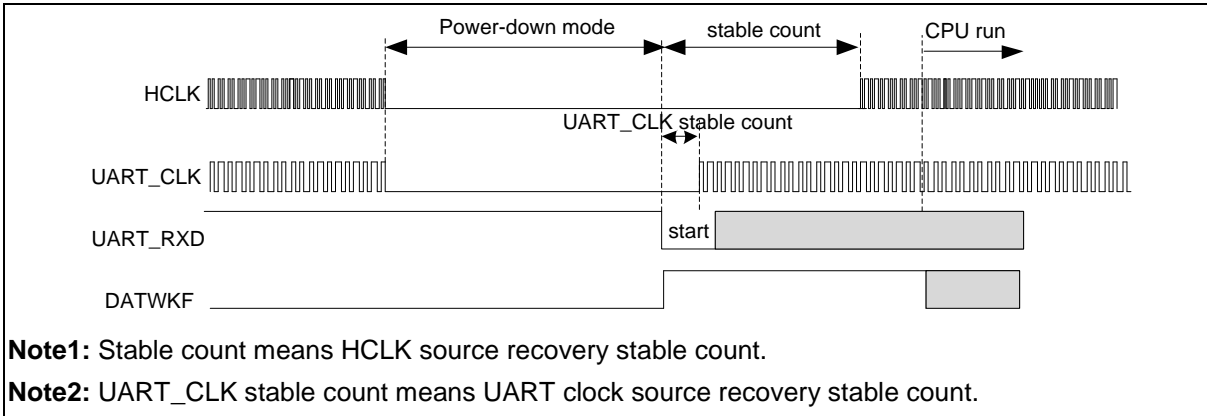 Power-down mode
stable count
CPU run
HCLK
UART_CLK stable count
UART_CLK
UART_RXD
start
DATWKF
Note1: Stable count means HCLK source recovery stable count.
Note2: UART_CLK stable count means UART clock source recovery stable count.